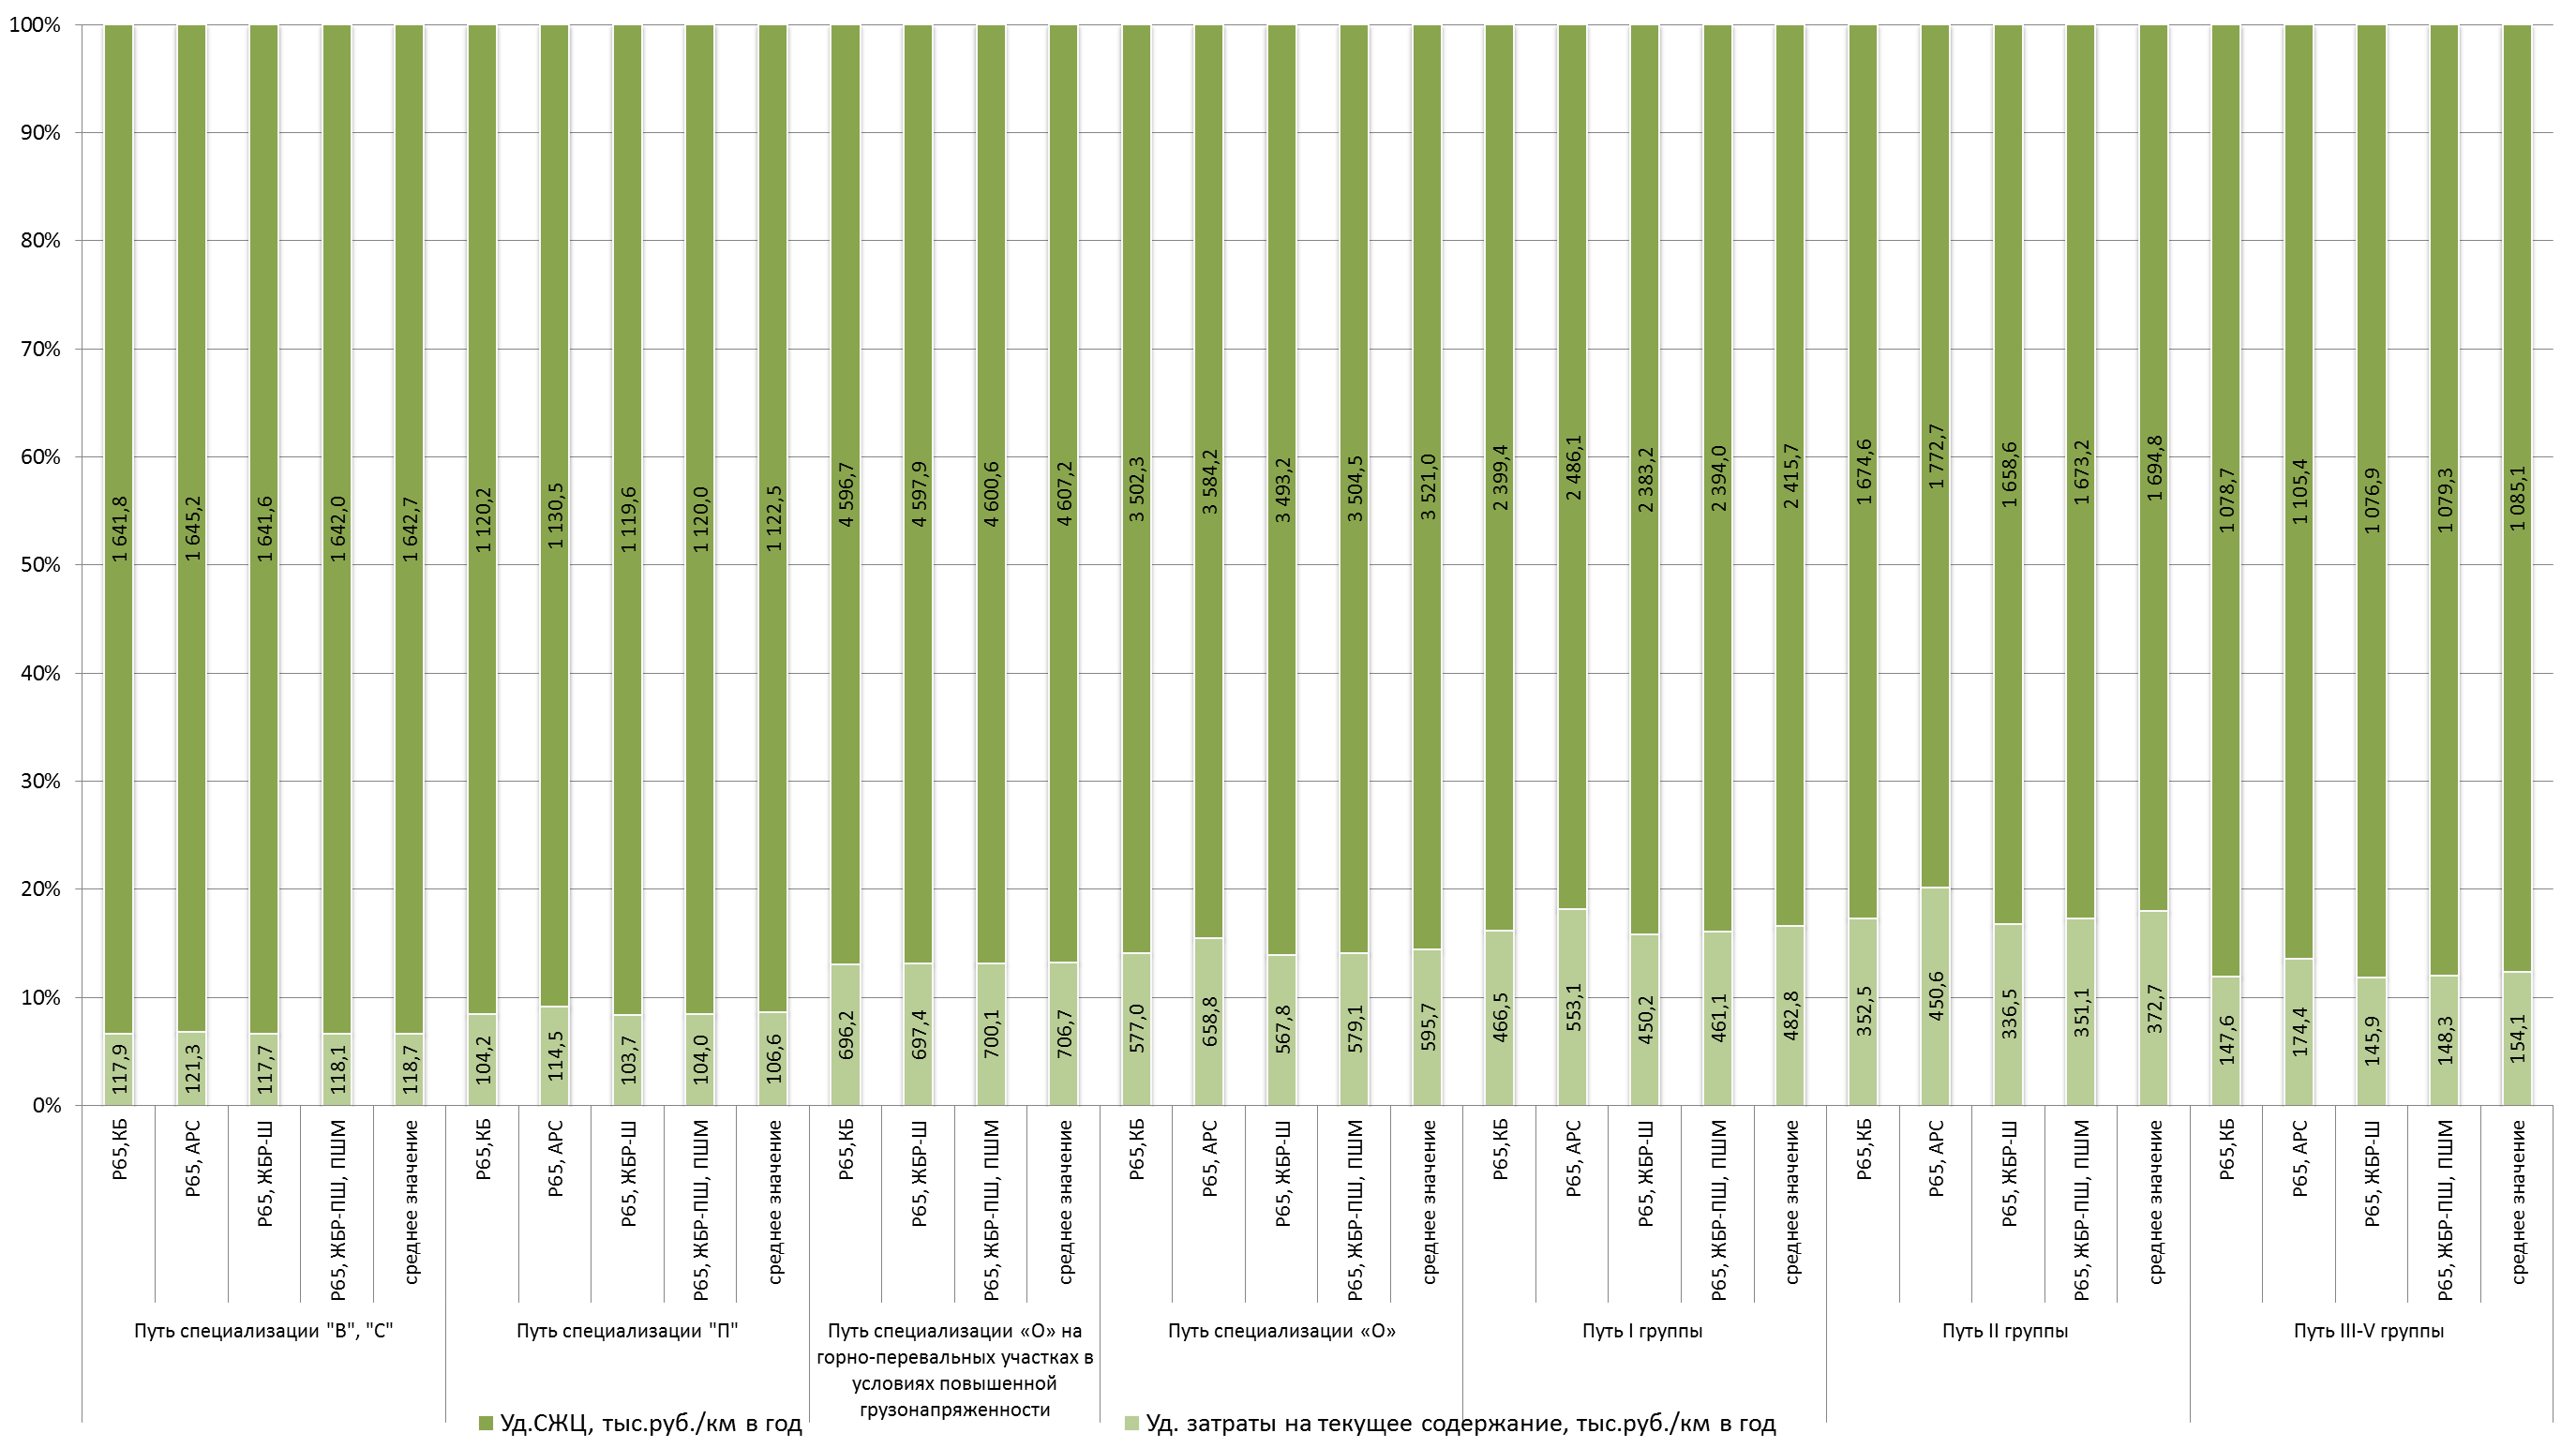 100%
90%
80%
70%
60%
50%
40%
30%
20%
10%
0%
1 641,8
1 645,2
1 641,6
1 642,0
1 642,7
1 120,2
1 130,5
1 119,6
1 120,0
1 122,5
4 596,7
4 597,9
4 600,6
4 607,2
3 502,3
3 584,2
3 493,2
3 504,5
3 521,0
2 399,4
2 486,1
2 383,2
2 394,0
2 415,7
1 674,6
1 772,7
1 658,6
1 673,2
1 694,8
1 078,7
1 105,4
1 076,9
1 079,3
1 085,1
117,9
121,3
117,7
118,1
118,7
104,2
114,5
103,7
104,0
106,6
696,2
697,4
700,1
706,7
577,0
658,8
567,8
579,1
595,7
466,5
553,1
450,2
461,1
482,8
352,5
450,6
336,5
351,1
372,7
147,6
174,4
145,9
148,3
154,1
Р65,КБ
Р65, АРС
Р65, ЖБР-Ш
Р65, ЖБР-ПШ, ПШМ
среднее значение
Р65,КБ
Р65, АРС
Р65, ЖБР-Ш
Р65, ЖБР-ПШ, ПШМ
среднее значение
Р65,КБ
Р65, ЖБР-Ш
Р65, ЖБР-ПШ, ПШМ
среднее значение
Р65,КБ
Р65, АРС
Р65, ЖБР-Ш
Р65, ЖБР-ПШ, ПШМ
среднее значение
Р65,КБ
Р65, АРС
Р65, ЖБР-Ш
Р65, ЖБР-ПШ, ПШМ
среднее значение
Р65,КБ
Р65, АРС
Р65, ЖБР-Ш
Р65, ЖБР-ПШ, ПШМ
среднее значение
Р65,КБ
Р65, АРС
Р65, ЖБР-Ш
Р65, ЖБР-ПШ, ПШМ
среднее значение
Путь специализации "В", "С"
Путь специализации "П"
Путь специализации «О» на
горно-перевальных участках в
условиях повышенной
грузонапряженности
Путь специализации «О»
Путь I группы
Путь II группы
Путь III-V группы
Уд.СЖЦ, тыс.руб./км в год
Уд. затраты на текущее содержание, тыс.руб./км в год